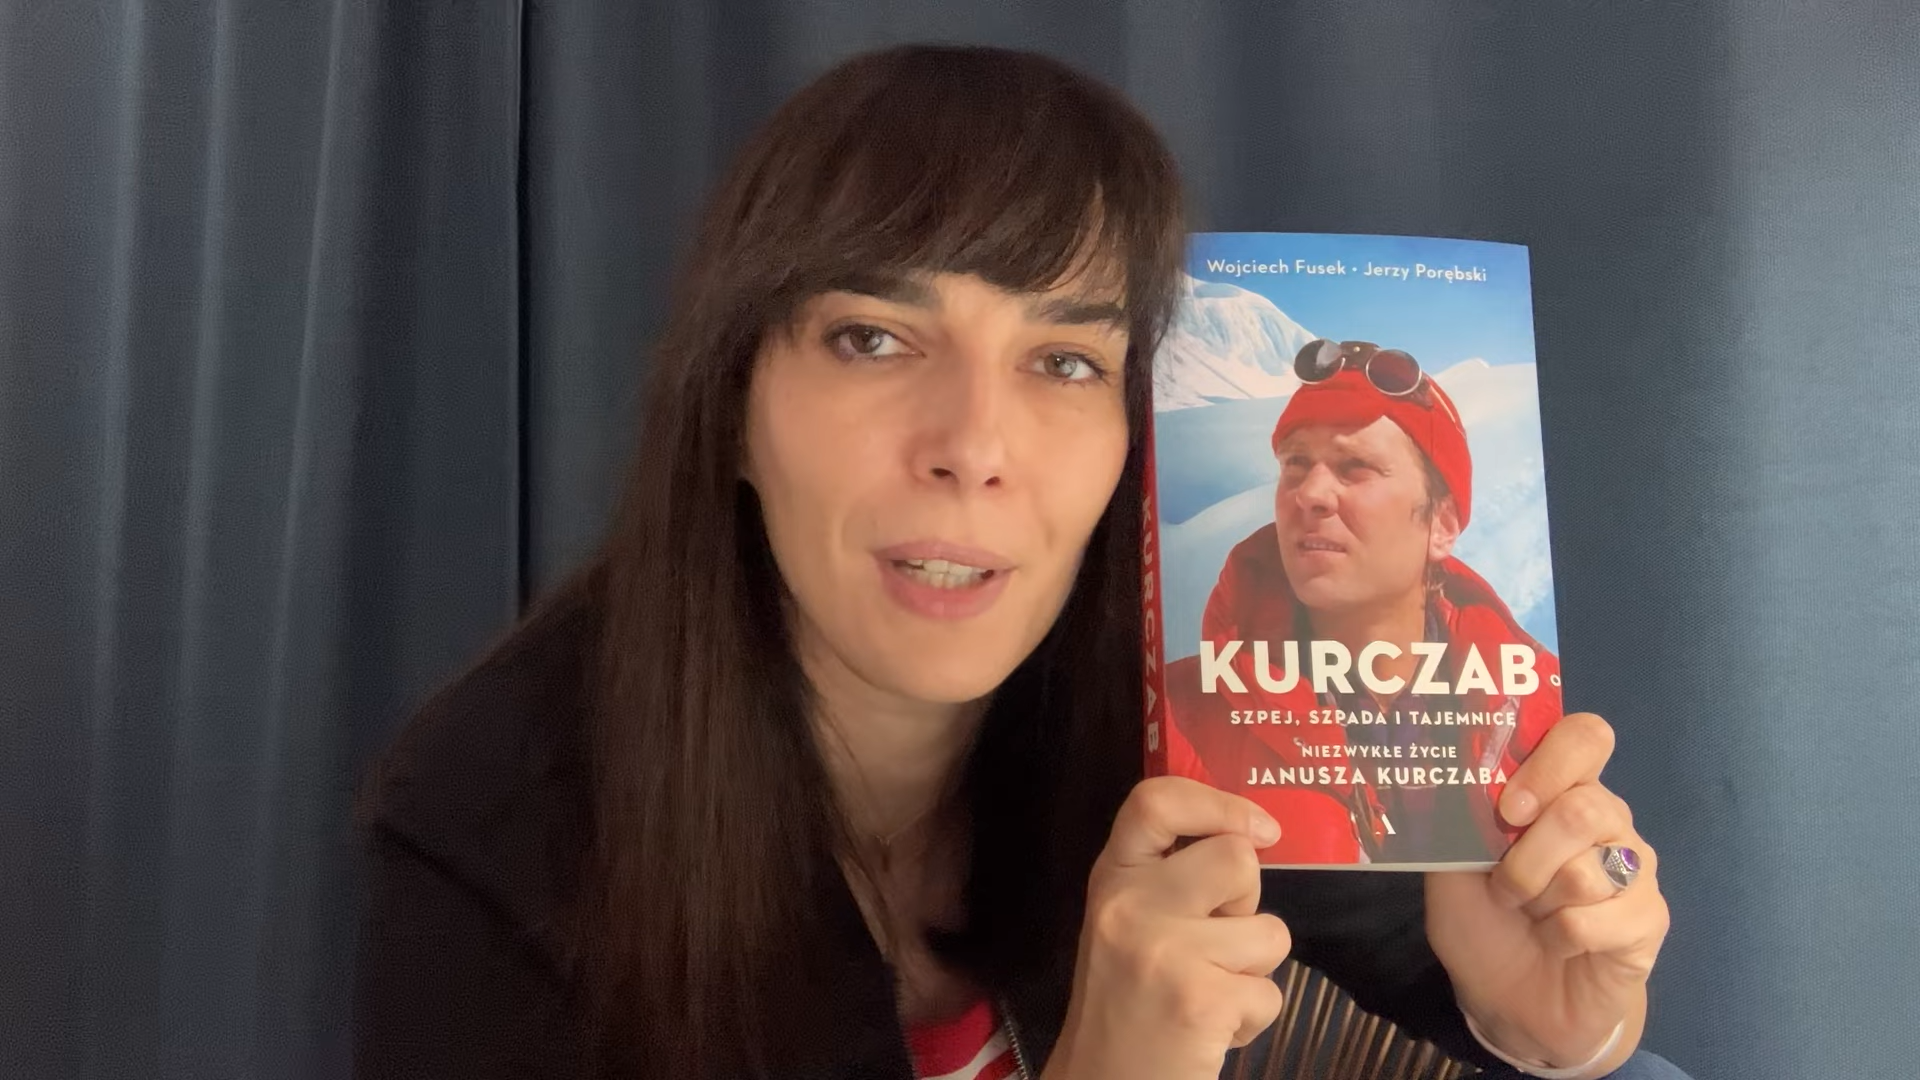 Wojciech Fusek • Jerzy Porębski
KURCZAB
SZPEJ, SZPADA I TAJEMNICE
NIEZWYKŁE ŻYCIE
JANUSZA KURCZABA
KURCZAB